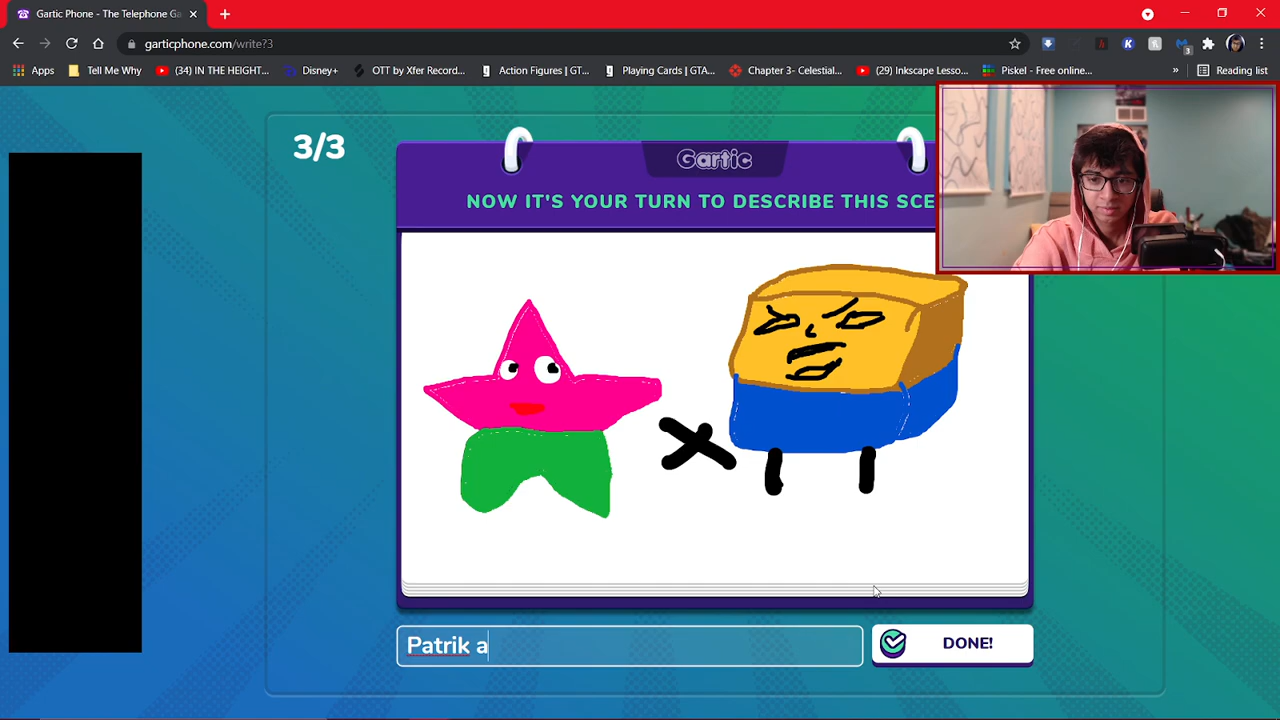 Gartic Phone - The Telephone Ga
garticphone.com/write?3
Apps
Tell Me Why
(34) IN THE HEIGHT...
Disney+
OTT by Xfer Record...
Action Figures | GT...
Playing Cards | GTA...
Chapter 3- Celestial...
(29) Inkscape Lesso...
Piskel - Free online...
»
Reading list
3
3/3
Gartic
NOW IT'S YOUR TURN TO DESCRIBE THIS SCE
Patrik a
DONE!